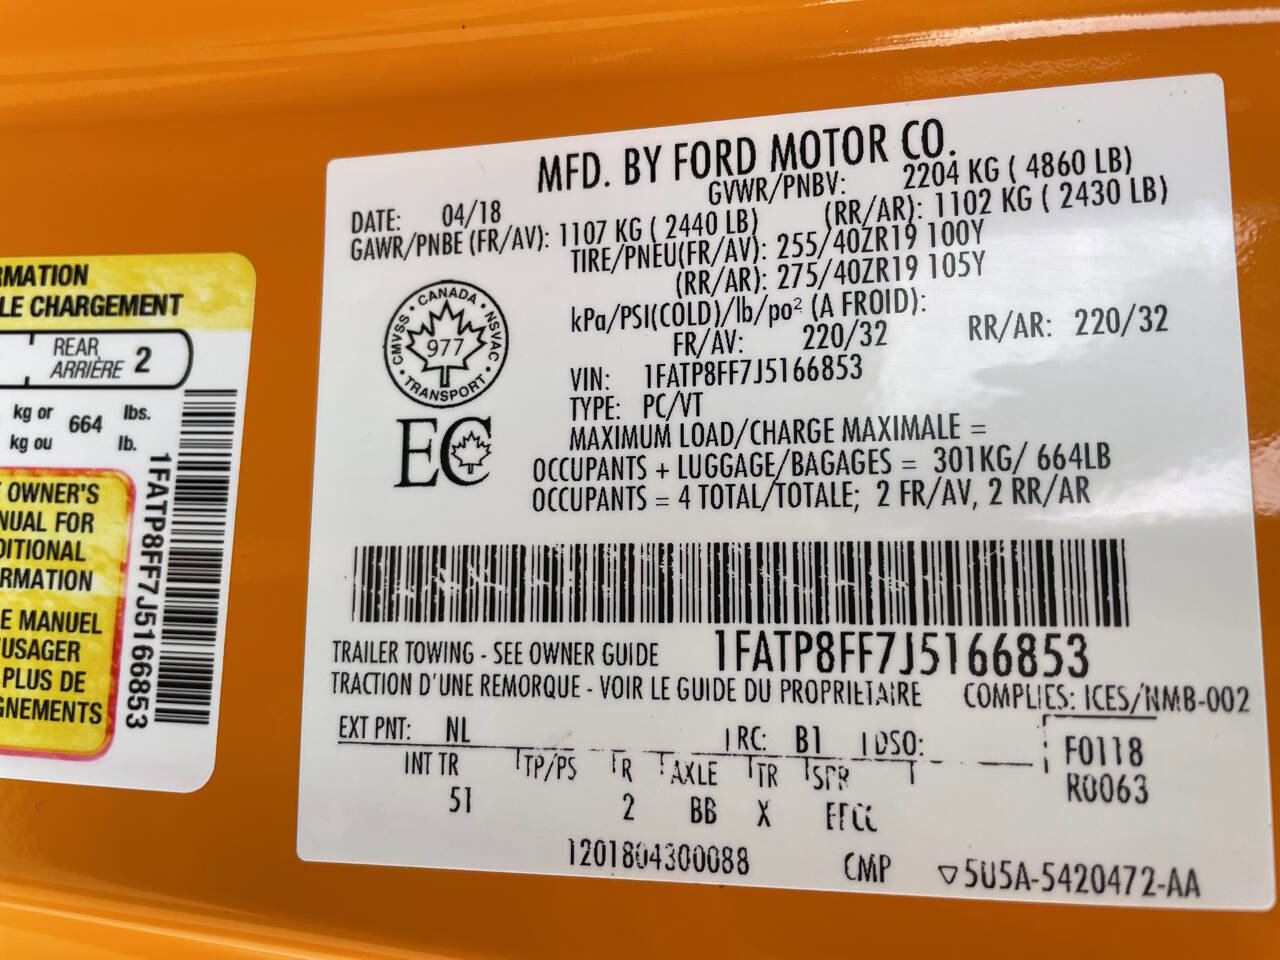 RMATION
LE CHARGEMENT
REAR
ARRIÈRE 2
kg or 664 lbs.
kg ou lb.
T OWNER'S
NUAL FOR
DITIONAL
RMATION
E MANUEL
'USAGER
PLUS DE
GNEMENTS
1FATP8FF7J5166853
MFD. BY FORD MOTOR CO.
DATE: 04/18 GVWR/PNBV: 2204 KG ( 4860 LB)
GAWR/PNBE (FR/AV): 1107 KG ( 2440 LB) (RR/AR): 1102 KG ( 2430 LB)
TIRE/PNEU(FR/AV): 255/40ZR19 100Y
(RR/AR): 275/40ZR19 105Y
kPa/PSI(COLD)/lb/po² (A FROID):
FR/AV: 220/32 RR/AR: 220/32
CANADA • NSVAC • TRANSPORT • CMVSS •
977
EC
VIN: 1FATP8FF7J5166853
TYPE: PC/VT
MAXIMUM LOAD/CHARGE MAXIMALE =
OCCUPANTS + LUGGAGE/BAGAGES = 301KG/ 664LB
OCCUPANTS = 4 TOTAL/TOTALE; 2 FR/AV, 2 RR/AR
TRAILER TOWING - SEE OWNER GUIDE 1FATP8FF7J5166853
TRACTION D'UNE REMORQUE - VOIR LE GUIDE DU PROPRIETAIRE COMPLIES: ICES/NMB-002
EXT PNT: NL RC: B1 DSO: F0118
INT TR TP/PS R AXLE TR SPR R0063
51 2 BB X
1201804300088 CMP ▽5U5A-5420472-AA